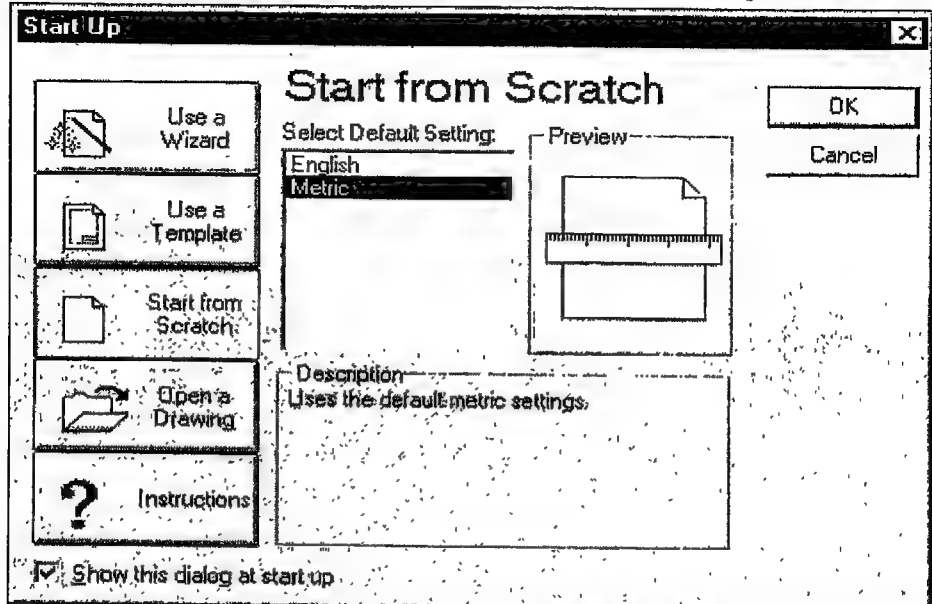 Start Up
Use a
Wizard
Use a
Template
Start from
Scratch
Open a
Drawing
Instructions
Start from Scratch
Select Default Setting:
English
Metric
Preview
Description
Uses the default metric settings.
OK
Cancel
Show this dialog at start up